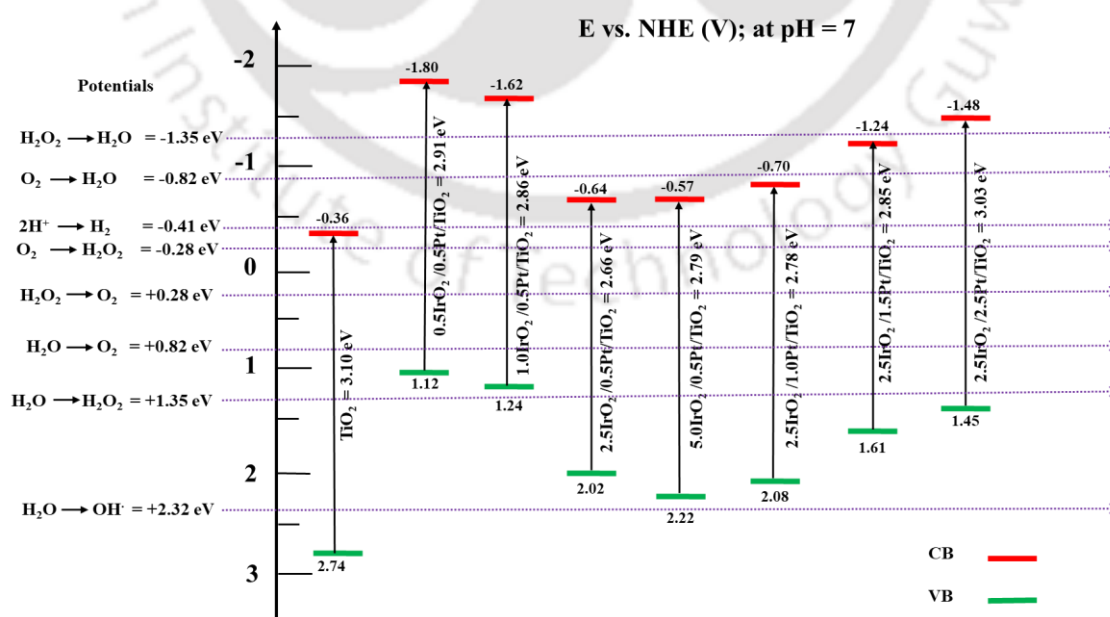 E vs. NHE (V); at pH = 7
Potentials
H₂O₂ → H₂O = -1.35 eV
O₂ → H₂O = -0.82 eV
2H⁺ → H₂ = -0.41 eV
O₂ → H₂O₂ = -0.28 eV
H₂O₂ → O₂ = +0.28 eV
H₂O → O₂ = +0.82 eV
H₂O → H₂O₂ = +1.35 eV
H₂O → OH· = +2.32 eV
-2
-1
0
1
2
3
-0.36
TiO₂ = 3.10 eV
2.74
-1.80
0.5IrO₂/0.5Pt/TiO₂ = 2.91 eV
1.12
-1.62
1.0IrO₂/0.5Pt/TiO₂ = 2.86 eV
1.24
-0.64
2.5IrO₂/0.5Pt/TiO₂ = 2.66 eV
2.02
-0.57
5.0IrO₂/0.5Pt/TiO₂ = 2.79 eV
2.22
-0.70
2.5IrO₂/1.0Pt/TiO₂ = 2.78 eV
2.08
-1.24
2.5IrO₂/1.5Pt/TiO₂ = 2.85 eV
1.61
-1.48
2.5IrO₂/2.5Pt/TiO₂ = 3.03 eV
1.45
CB
VB
Institute of Technology Guw